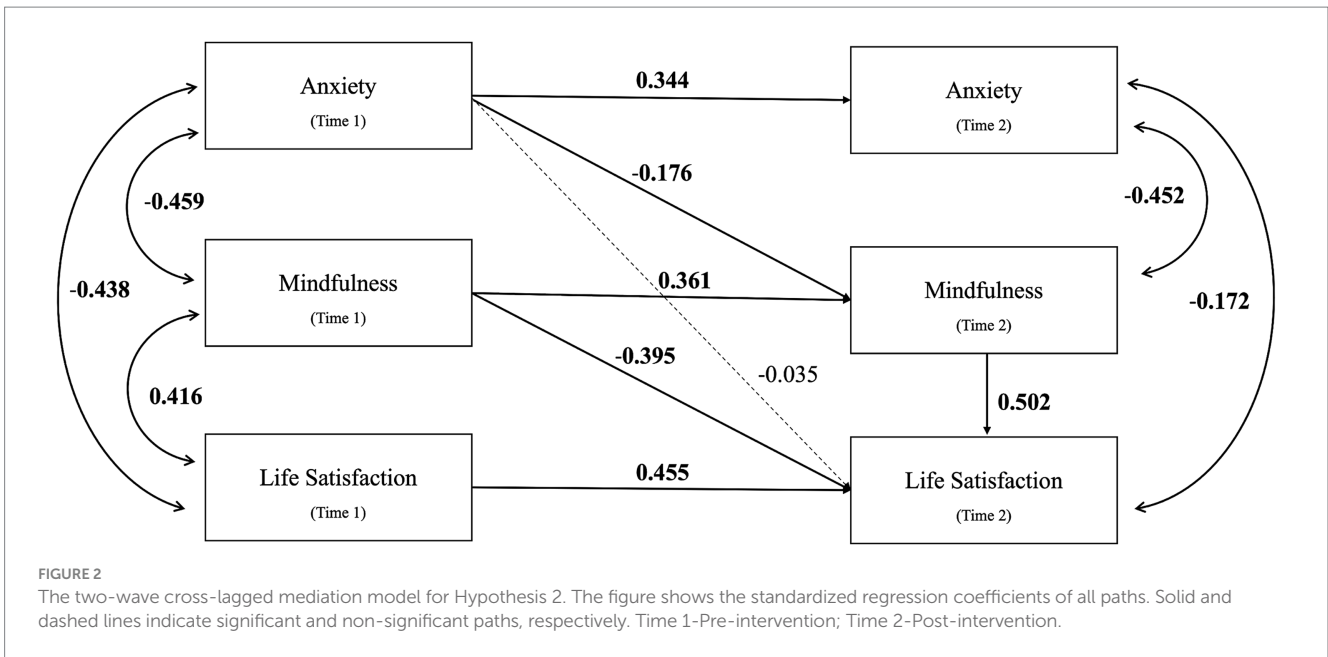 Anxiety
(Time 1)
0.344
Anxiety
(Time 2)
-0.176
-0.459
-0.452
Mindfulness
(Time 1)
0.361
Mindfulness
(Time 2)
-0.438
-0.172
-0.395
-0.035
0.416
0.502
Life Satisfaction
(Time 1)
0.455
Life Satisfaction
(Time 2)
FIGURE 2
The two-wave cross-lagged mediation model for Hypothesis 2. The figure shows the standardized regression coefficients of all paths. Solid and
dashed lines indicate significant and non-significant paths, respectively. Time 1-Pre-intervention; Time 2-Post-intervention.